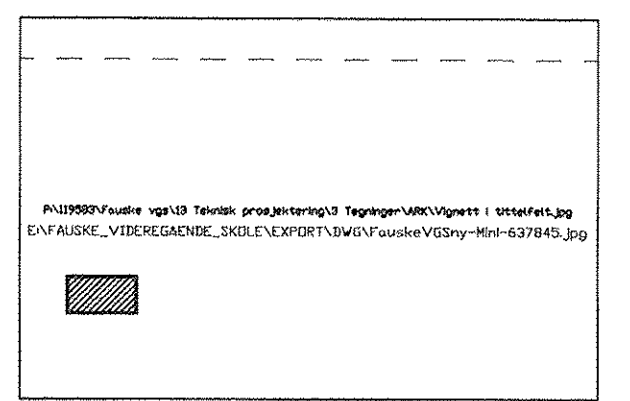 P:\119583\Fauske vgs\13 Teknisk prosjektering\3 Tegninger\ARK\Vignett i tittelfelt.jpg
E:\FAUSKE_VIDEREGAENDE_SKOLE\EXPORT\DWG\FauskeVGSny-Mini-637845.jpg